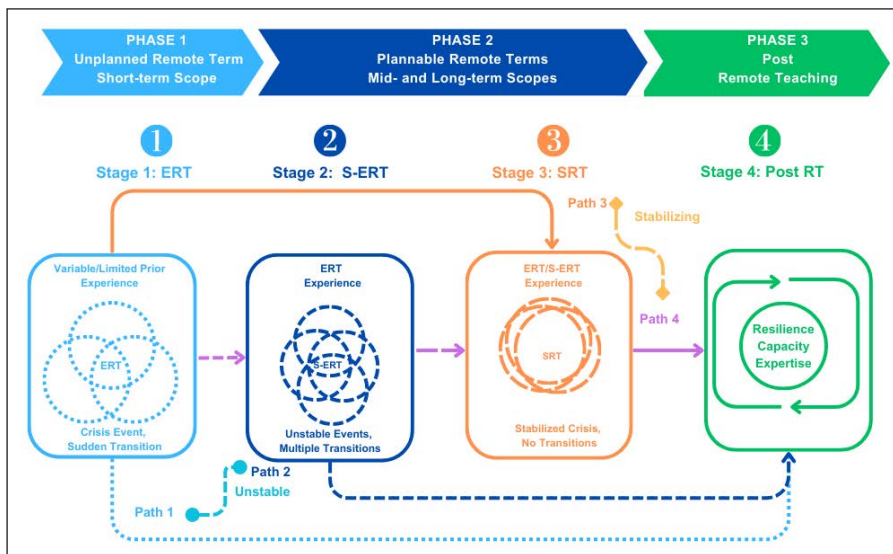 PHASE 1
Unplanned Remote Term
Short-term Scope
PHASE 2
Plannable Remote Terms
Mid- and Long-term Scopes
PHASE 3
Post
Remote Teaching
1
Stage 1: ERT
2
Stage 2: S-ERT
3
Stage 3: SRT
4
Stage 4: Post RT
Path 3
Stabilizing
Path 4
Variable/Limited Prior
Experience
ERT
Crisis Event,
Sudden Transition
ERT
Experience
S-ERT
Unstable Events,
Multiple Transitions
ERT/S-ERT
Experience
SRT
Stabilized Crisis,
No Transitions
Resilience
Capacity
Expertise
Path 1
Path 2
Unstable